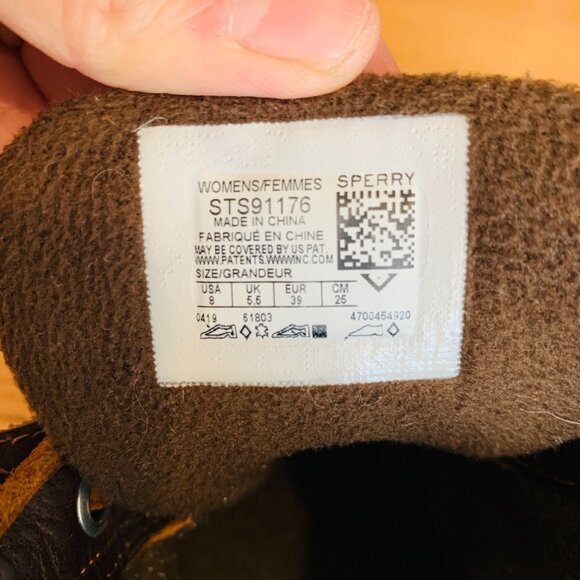 WOMENS/FEMMES
SPERRY
STS91176
MADE IN CHINA
FABRIQUÉ EN CHINE
MAY BE COVERED BY US PAT.
WWW.PATENTS.WWWINC.COM
SIZE/GRANDEUR
USA UK EUR CM
8 5.5 39 25
0419 61803 4700454920